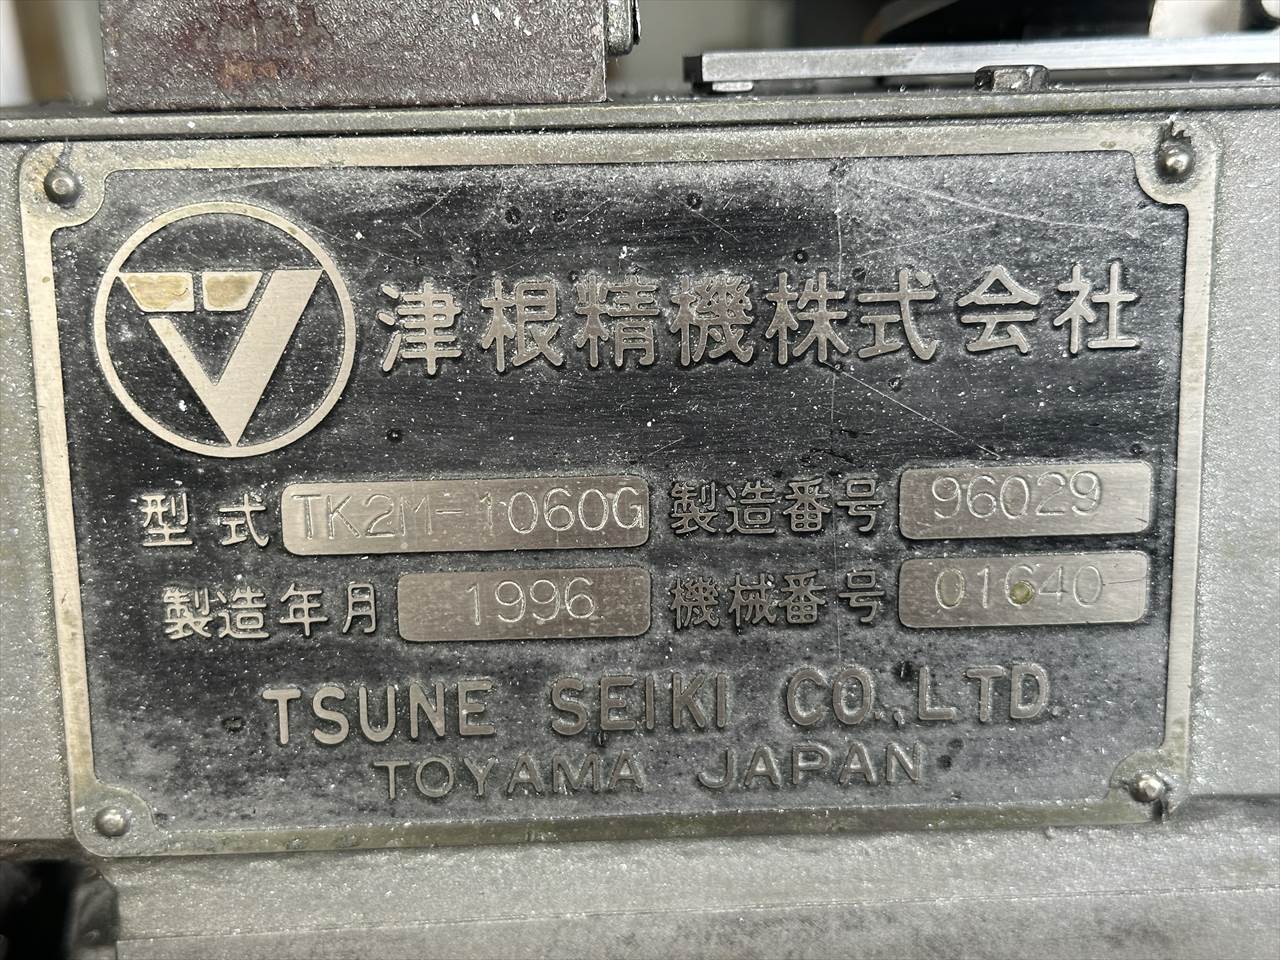 津根精機株式会社
型式 TK2M-1060G 製造番号 96029
製造年月 1996 機械番号 01640
TSUNE SEIKI CO.,LTD.
TOYAMA JAPAN